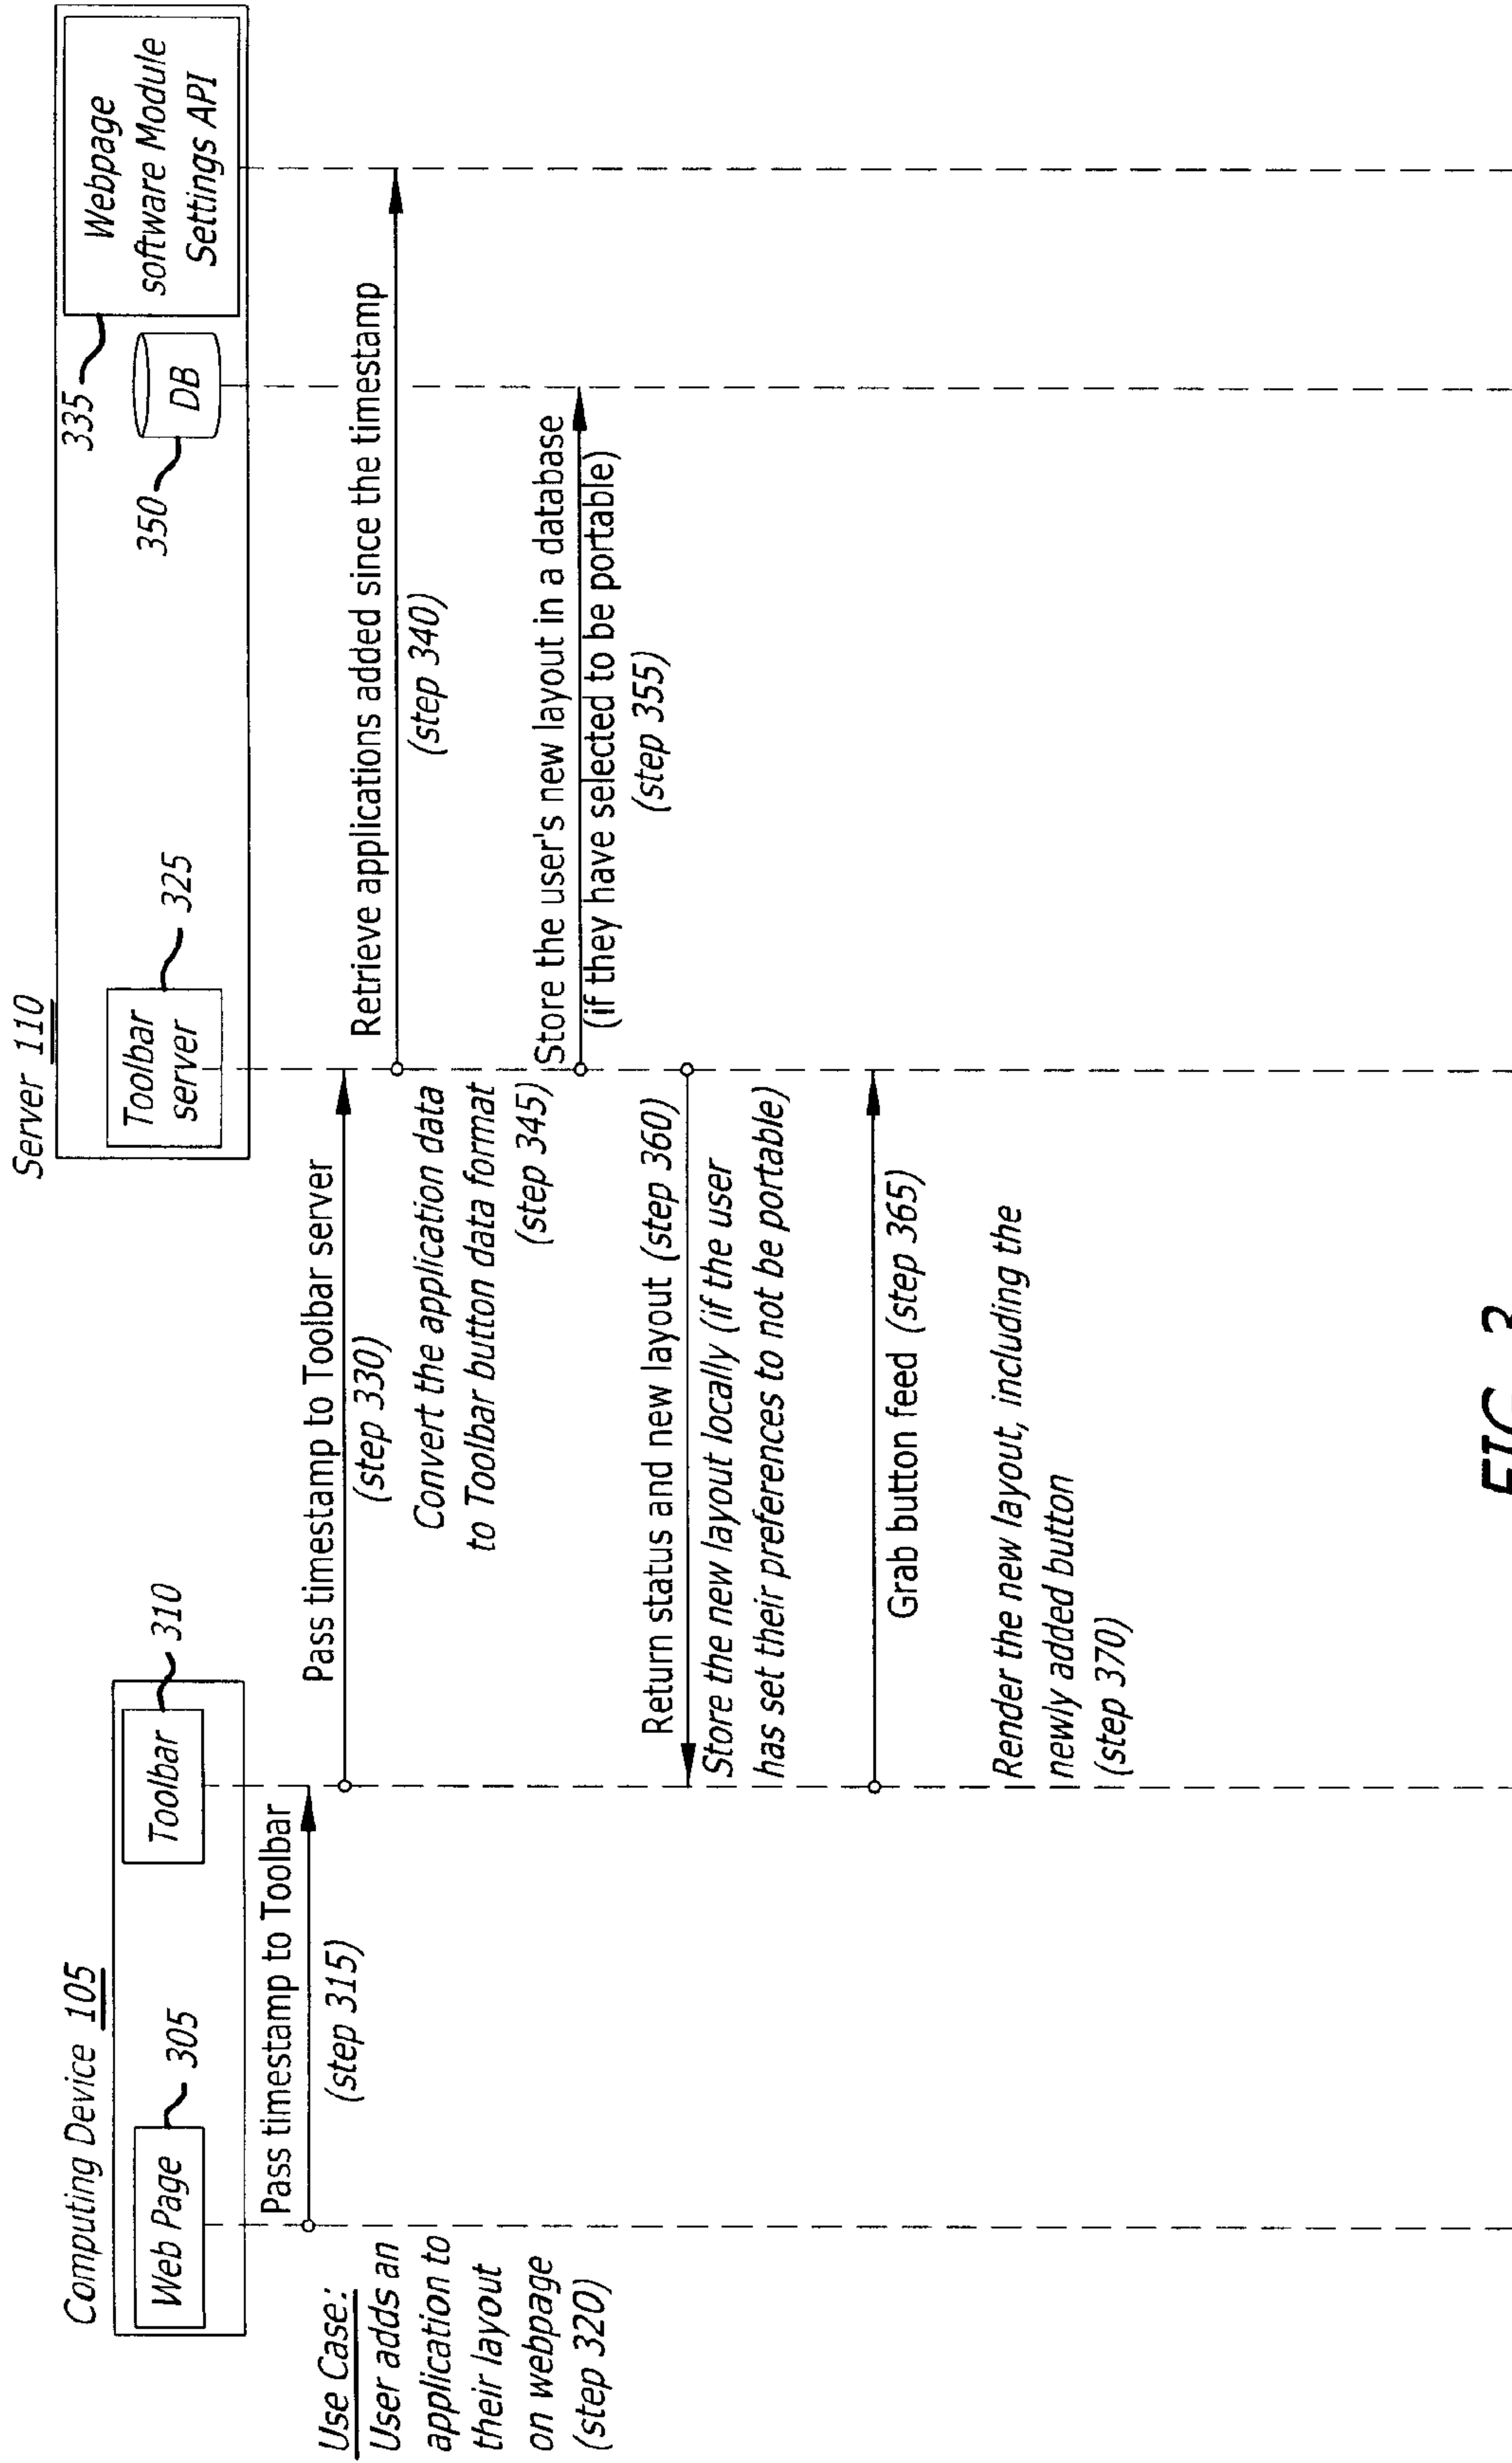 Computing Device 105
Web Page
305
Toolbar
310
Server 110
Toolbar
server
325
350
DB
335
Webpage
software Module
Settings API
Use Case:
User adds an
application to
their layout
on webpage
(step 320)
Pass timestamp to Toolbar
(step 315)
Pass timestamp to Toolbar server
(step 330)
Retrieve applications added since the timestamp
(step 340)
Convert the application data
to Toolbar button data format
(step 345)
Store the user's new layout in a database
(if they have selected to be portable)
(step 355)
Return status and new layout (step 360)
Store the new layout locally (if the user
has set their preferences to not be portable)
Grab button feed (step 365)
Render the new layout, including the
newly added button
(step 370)
FIG. 3